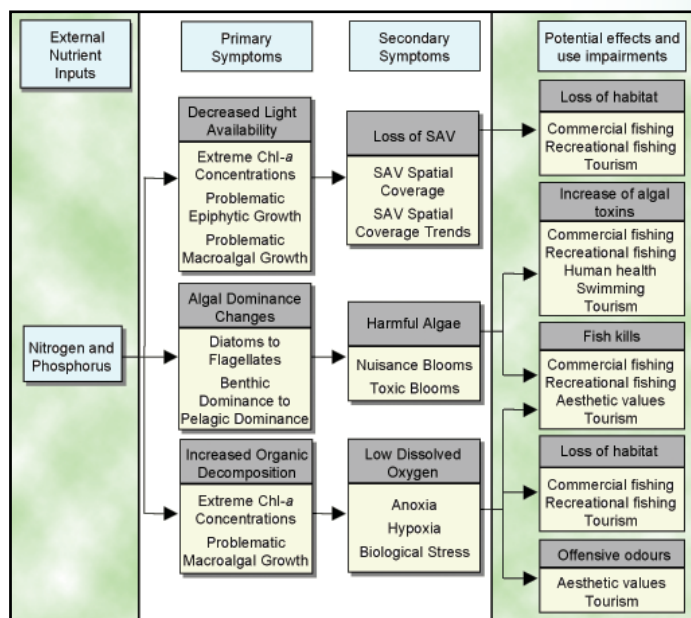 External
Nutrient
Inputs
Primary
Symptoms
Secondary
Symptoms
Potential effects and
use impairments
Nitrogen and
Phosphorus
Decreased Light
Availability
Extreme Chl-a
Concentrations
Problematic
Epiphytic Growth
Problematic
Macroalgal Growth
Algal Dominance
Changes
Diatoms to
Flagellates
Benthic
Dominance to
Pelagic Dominance
Increased Organic
Decomposition
Extreme Chl-a
Concentrations
Problematic
Macroalgal Growth
Loss of SAV
SAV Spatial
Coverage
SAV Spatial
Coverage Trends
Harmful Algae
Nuisance Blooms
Toxic Blooms
Low Dissolved
Oxygen
Anoxia
Hypoxia
Biological Stress
Loss of habitat
Commercial fishing
Recreational fishing
Tourism
Increase of algal
toxins
Commercial fishing
Recreational fishing
Human health
Swimming
Tourism
Fish kills
Commercial fishing
Recreational fishing
Aesthetic values
Tourism
Loss of habitat
Commercial fishing
Recreational fishing
Tourism
Offensive odours
Aesthetic values
Tourism